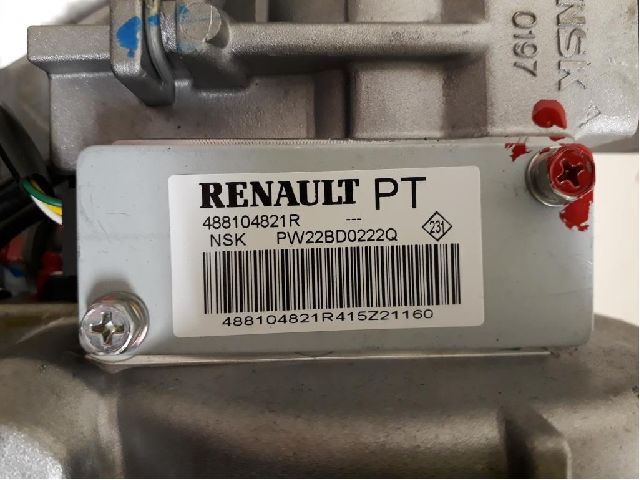 NSK
0197
RENAULT PT
488104821R ---
NSK PW22BD0222Q 231
488104821R415Z21160